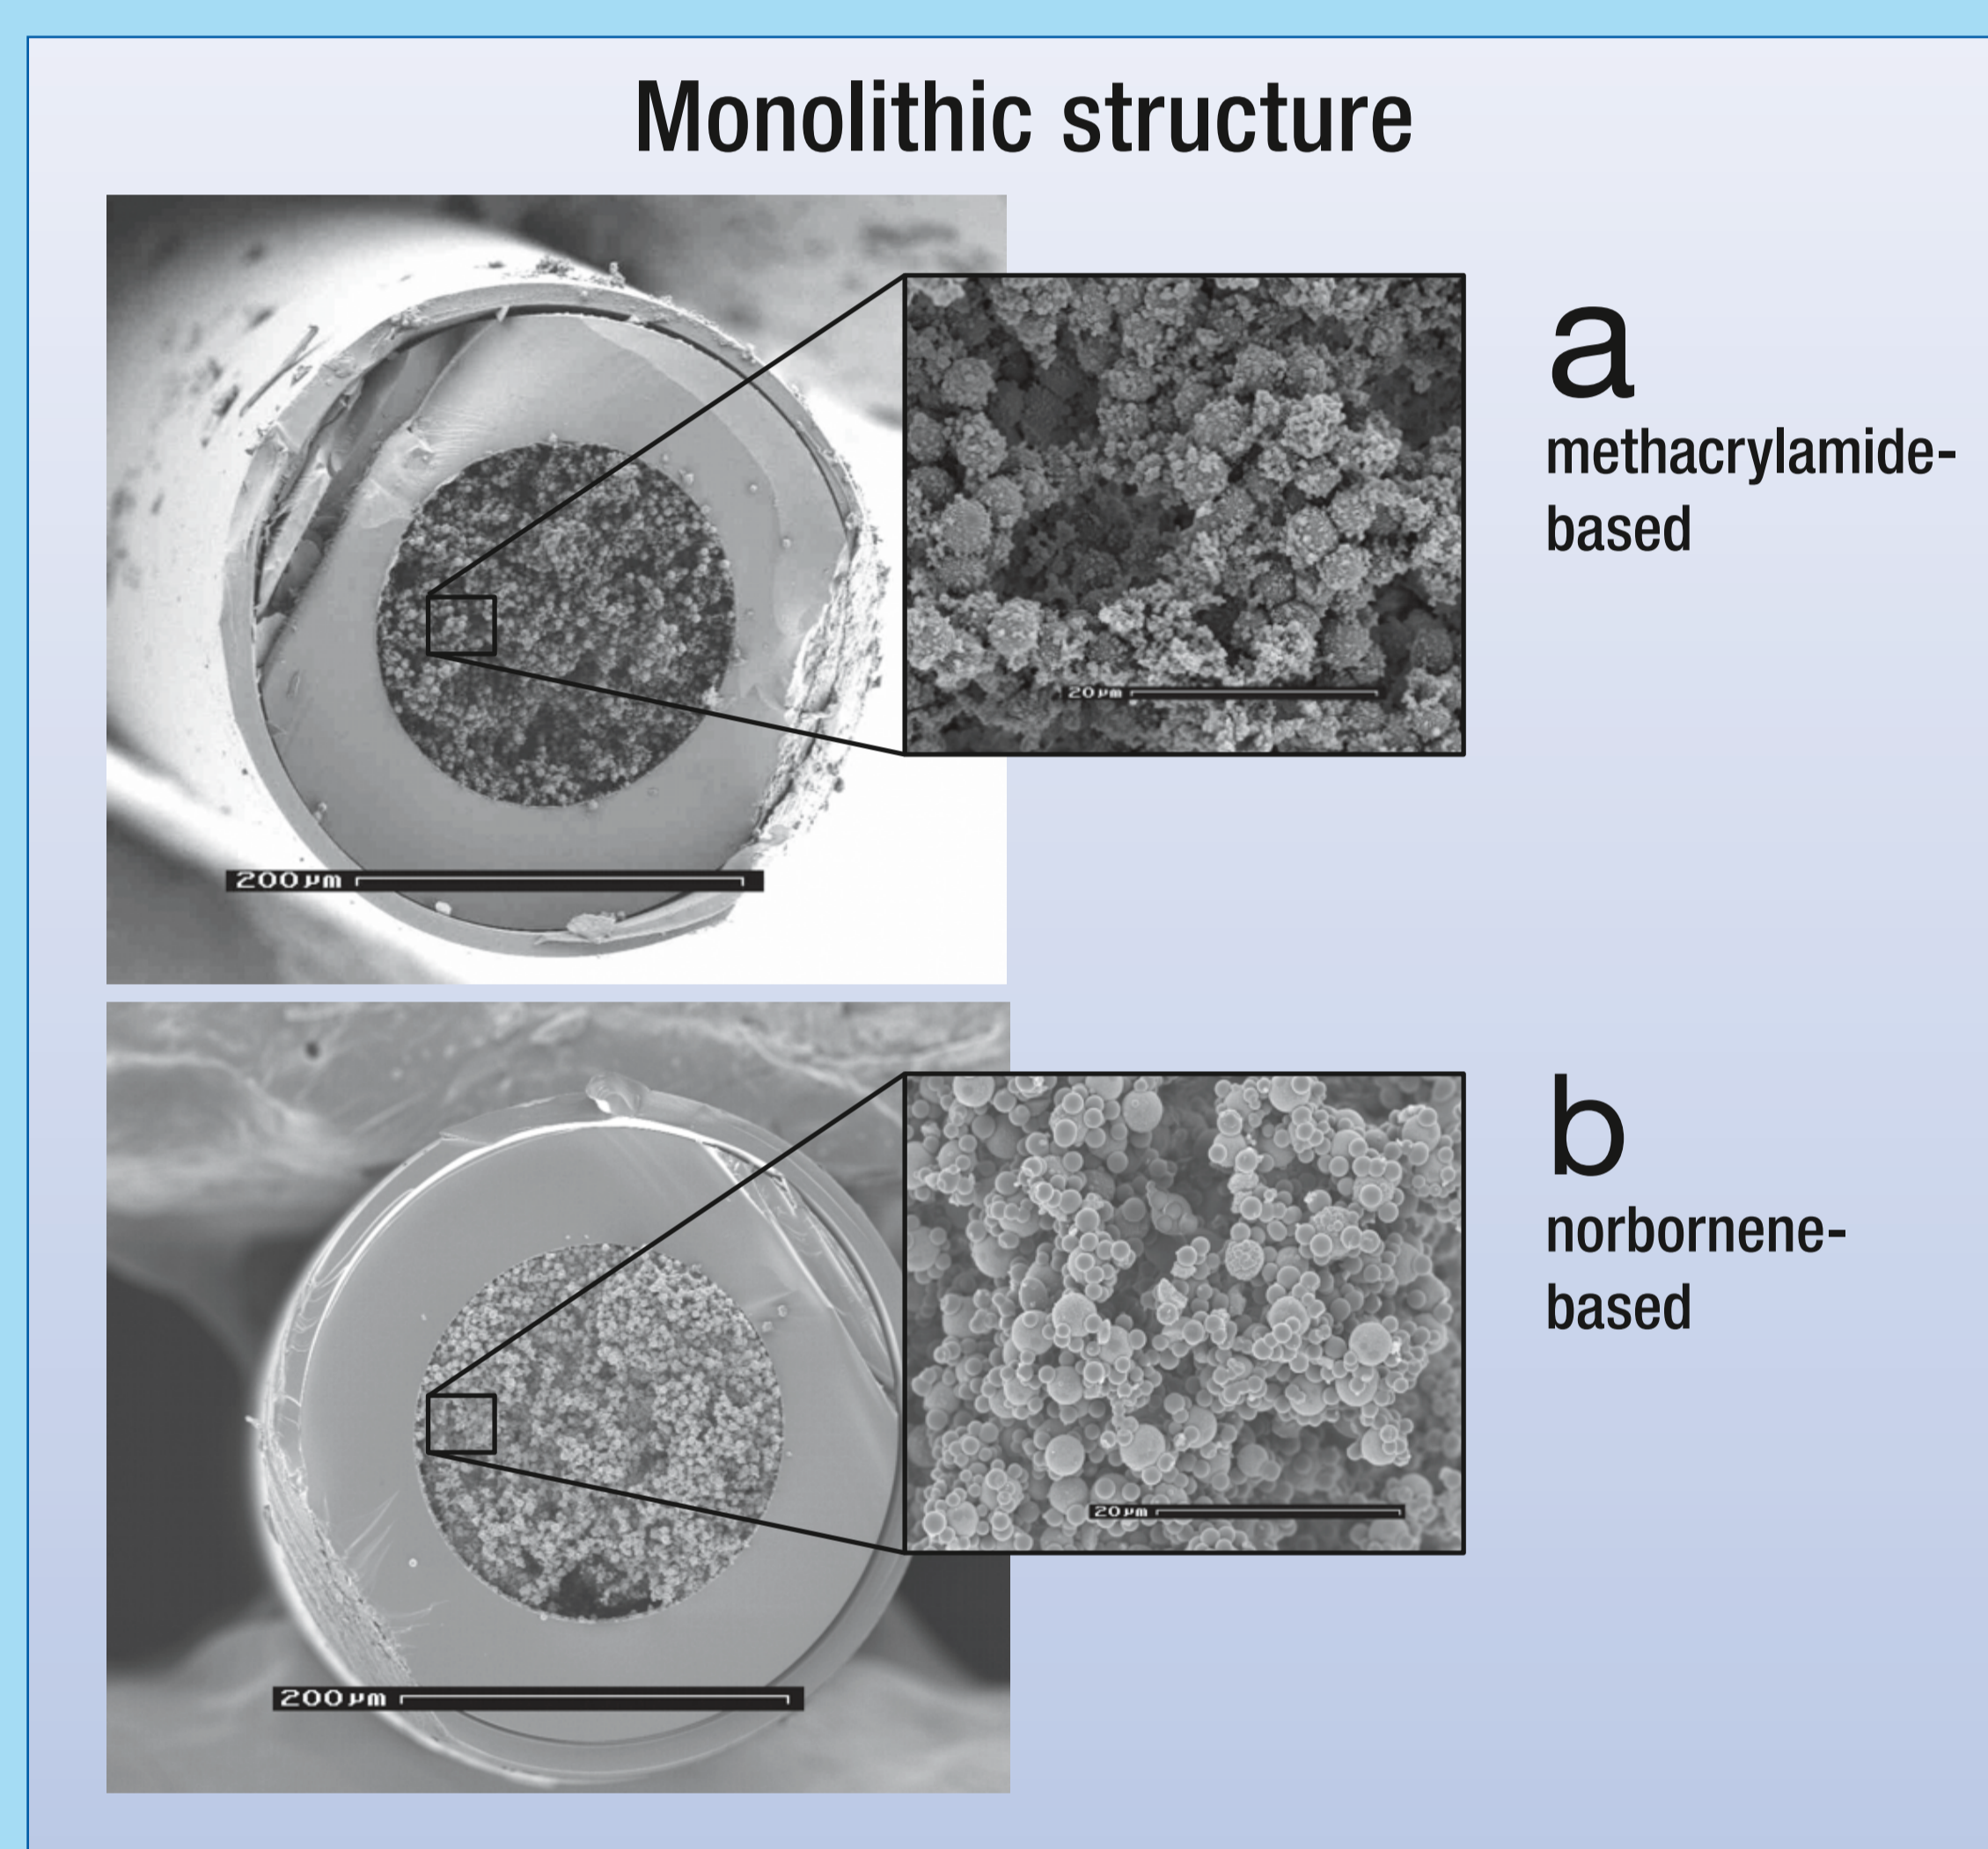 Monolithic structure
a
methacrylamide-
based
20 µm
200 µm
b
norbornene-
based
20 µm
200 µm